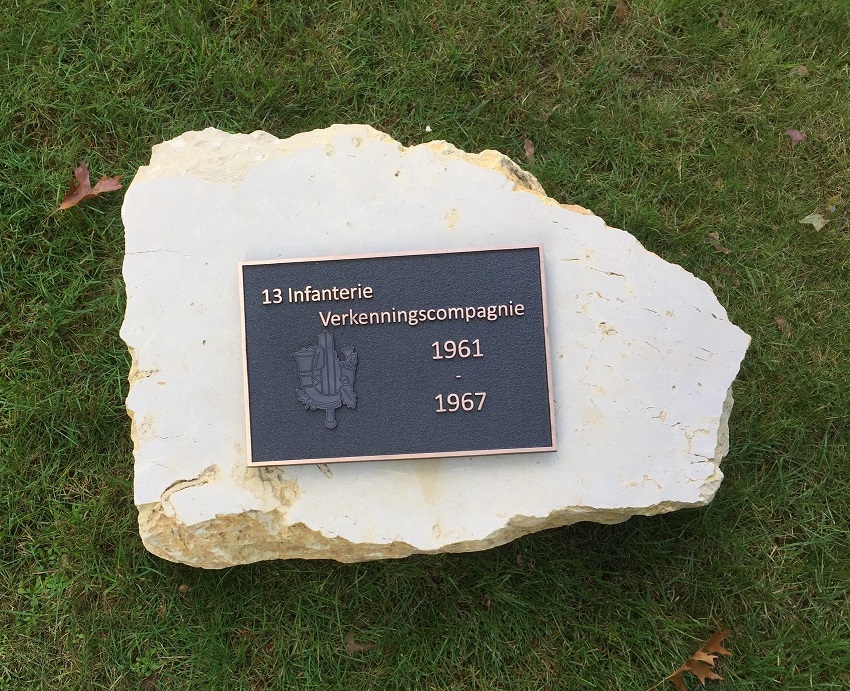 13 Infanterie
Verkenningscompagnie
1961
-
1967